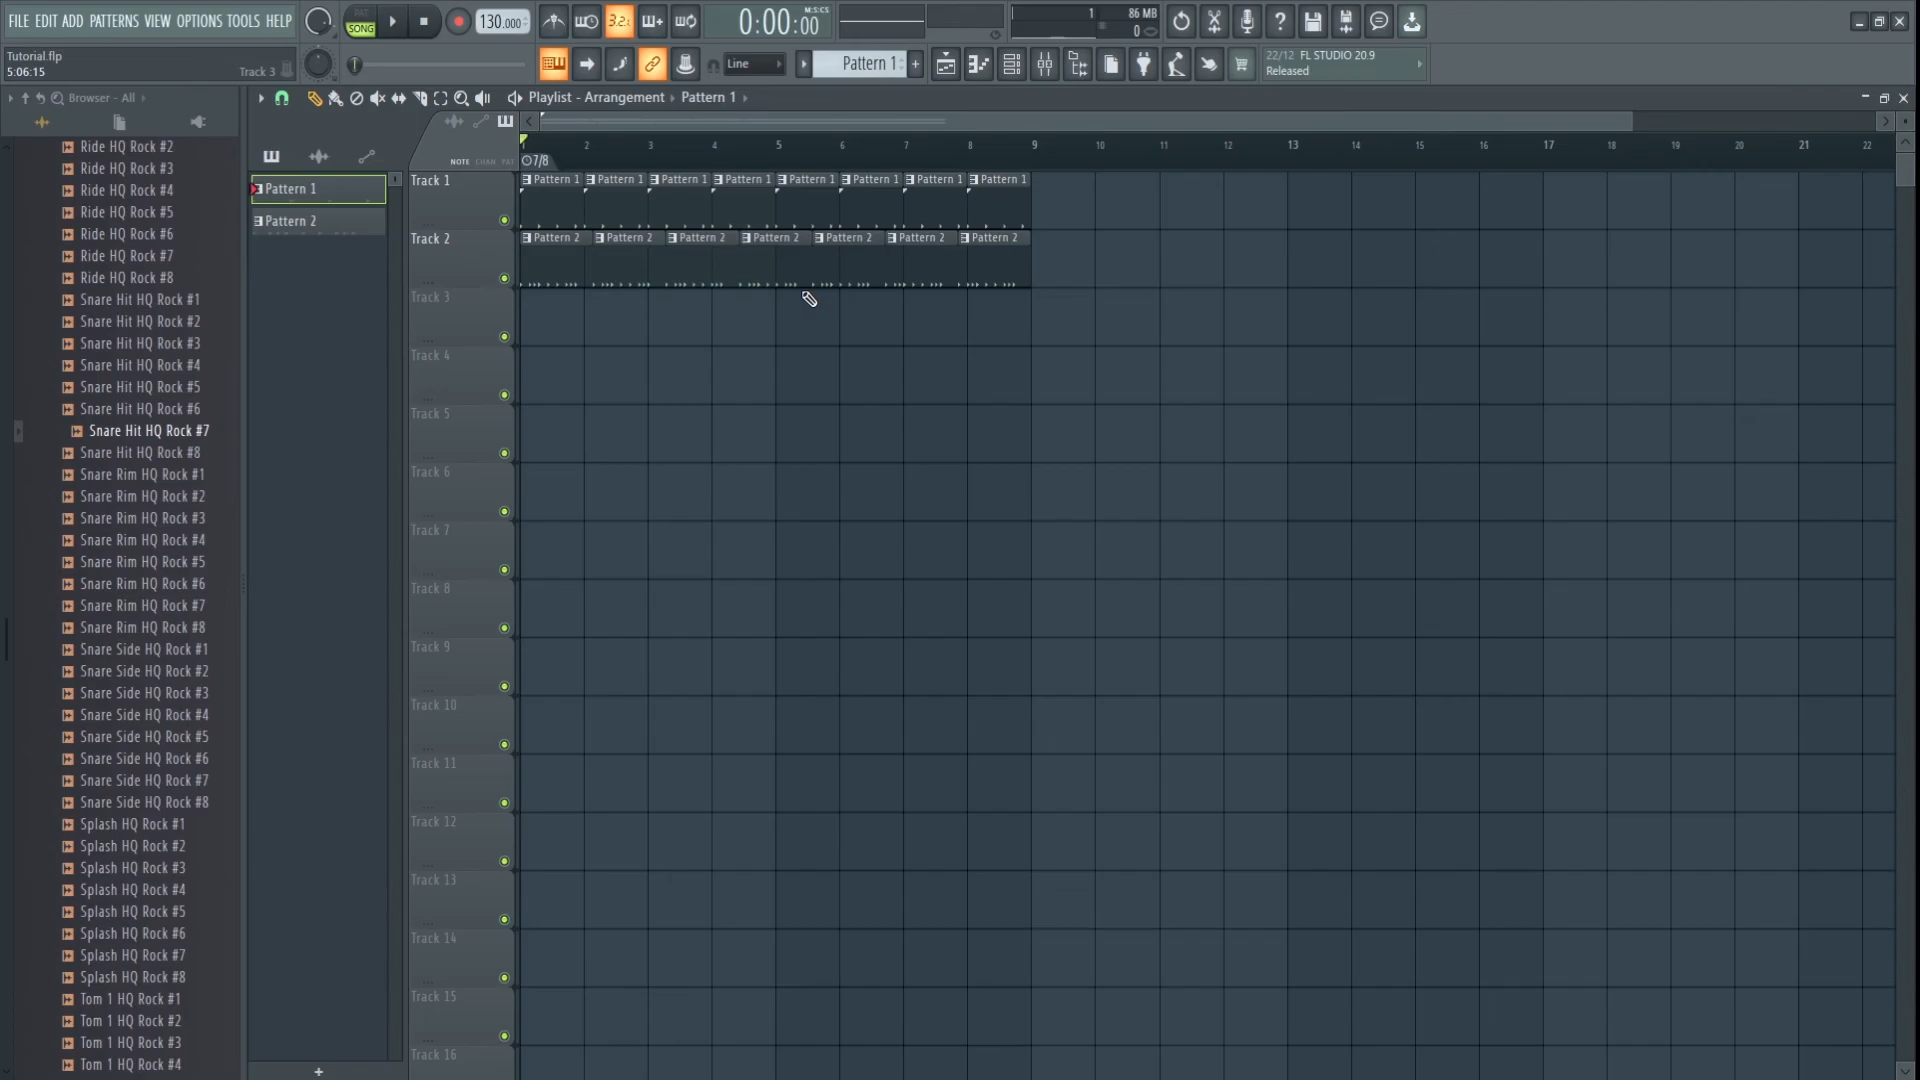 FILE EDIT ADD PATTERNS VIEW OPTIONS TOOLS HELP
PAT
SONG
130.000
3.2.
0:00:00
M:S:CS
1
86 MB
0
Tutorial.flp
5:06:15
Track 3
Line
Pattern 1
+
22/12 FL STUDIO 20.9
Released
Browser - All
Playlist - Arrangement › Pattern 1 ›
NOTE CHAN PAT
1 2 3 4 5 6 7 8 9 10 11 12 13 14 15 16 17 18 19 20 21 22
7/8
Ride HQ Rock #2
Ride HQ Rock #3
Ride HQ Rock #4
Ride HQ Rock #5
Ride HQ Rock #6
Ride HQ Rock #7
Ride HQ Rock #8
Snare Hit HQ Rock #1
Snare Hit HQ Rock #2
Snare Hit HQ Rock #3
Snare Hit HQ Rock #4
Snare Hit HQ Rock #5
Snare Hit HQ Rock #6
Snare Hit HQ Rock #7
Snare Hit HQ Rock #8
Snare Rim HQ Rock #1
Snare Rim HQ Rock #2
Snare Rim HQ Rock #3
Snare Rim HQ Rock #4
Snare Rim HQ Rock #5
Snare Rim HQ Rock #6
Snare Rim HQ Rock #7
Snare Rim HQ Rock #8
Snare Side HQ Rock #1
Snare Side HQ Rock #2
Snare Side HQ Rock #3
Snare Side HQ Rock #4
Snare Side HQ Rock #5
Snare Side HQ Rock #6
Snare Side HQ Rock #7
Snare Side HQ Rock #8
Splash HQ Rock #1
Splash HQ Rock #2
Splash HQ Rock #3
Splash HQ Rock #4
Splash HQ Rock #5
Splash HQ Rock #6
Splash HQ Rock #7
Splash HQ Rock #8
Tom 1 HQ Rock #1
Tom 1 HQ Rock #2
Tom 1 HQ Rock #3
Tom 1 HQ Rock #4
Pattern 1
Pattern 2
+
Track 1
Pattern 1 Pattern 1 Pattern 1 Pattern 1 Pattern 1 Pattern 1 Pattern 1 Pattern 1
Track 2
Pattern 2 Pattern 2 Pattern 2 Pattern 2 Pattern 2 Pattern 2 Pattern 2
Track 3
Track 4
Track 5
Track 6
Track 7
Track 8
Track 9
Track 10
Track 11
Track 12
Track 13
Track 14
Track 15
Track 16